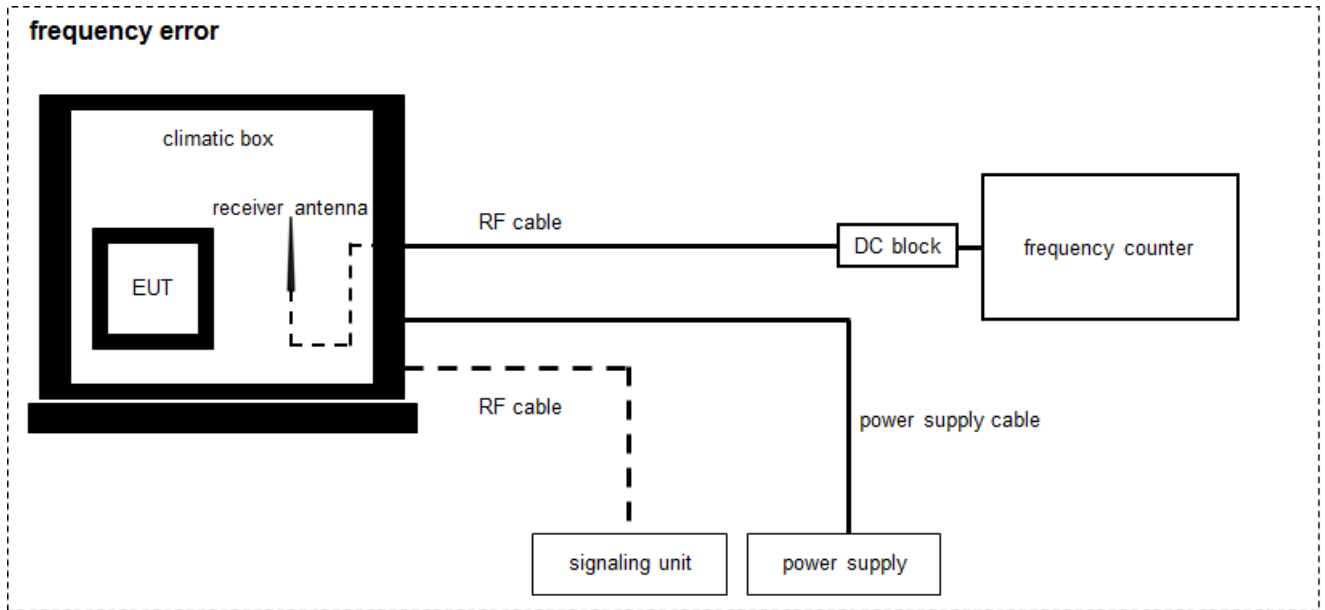 frequency error
climatic box
receiver antenna
EUT
RF cable
DC block
frequency counter
RF cable
power supply cable
signaling unit
power supply